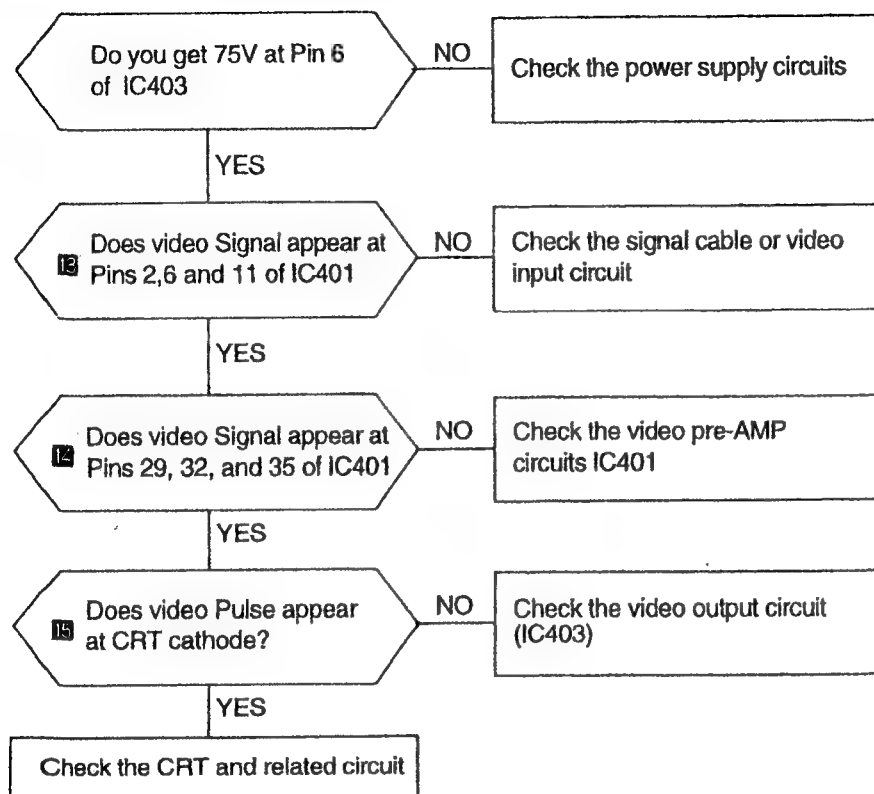 Do you get 75V at Pin 6
of IC403
NO
Check the power supply circuits
YES
13
Does video Signal appear at
Pins 2,6 and 11 of IC401
NO
Check the signal cable or video
input circuit
YES
14
Does video Signal appear at
Pins 29, 32, and 35 of IC401
NO
Check the video pre-AMP
circuits IC401
YES
15
Does video Pulse appear
at CRT cathode?
NO
Check the video output circuit
(IC403)
YES
Check the CRT and related circuit